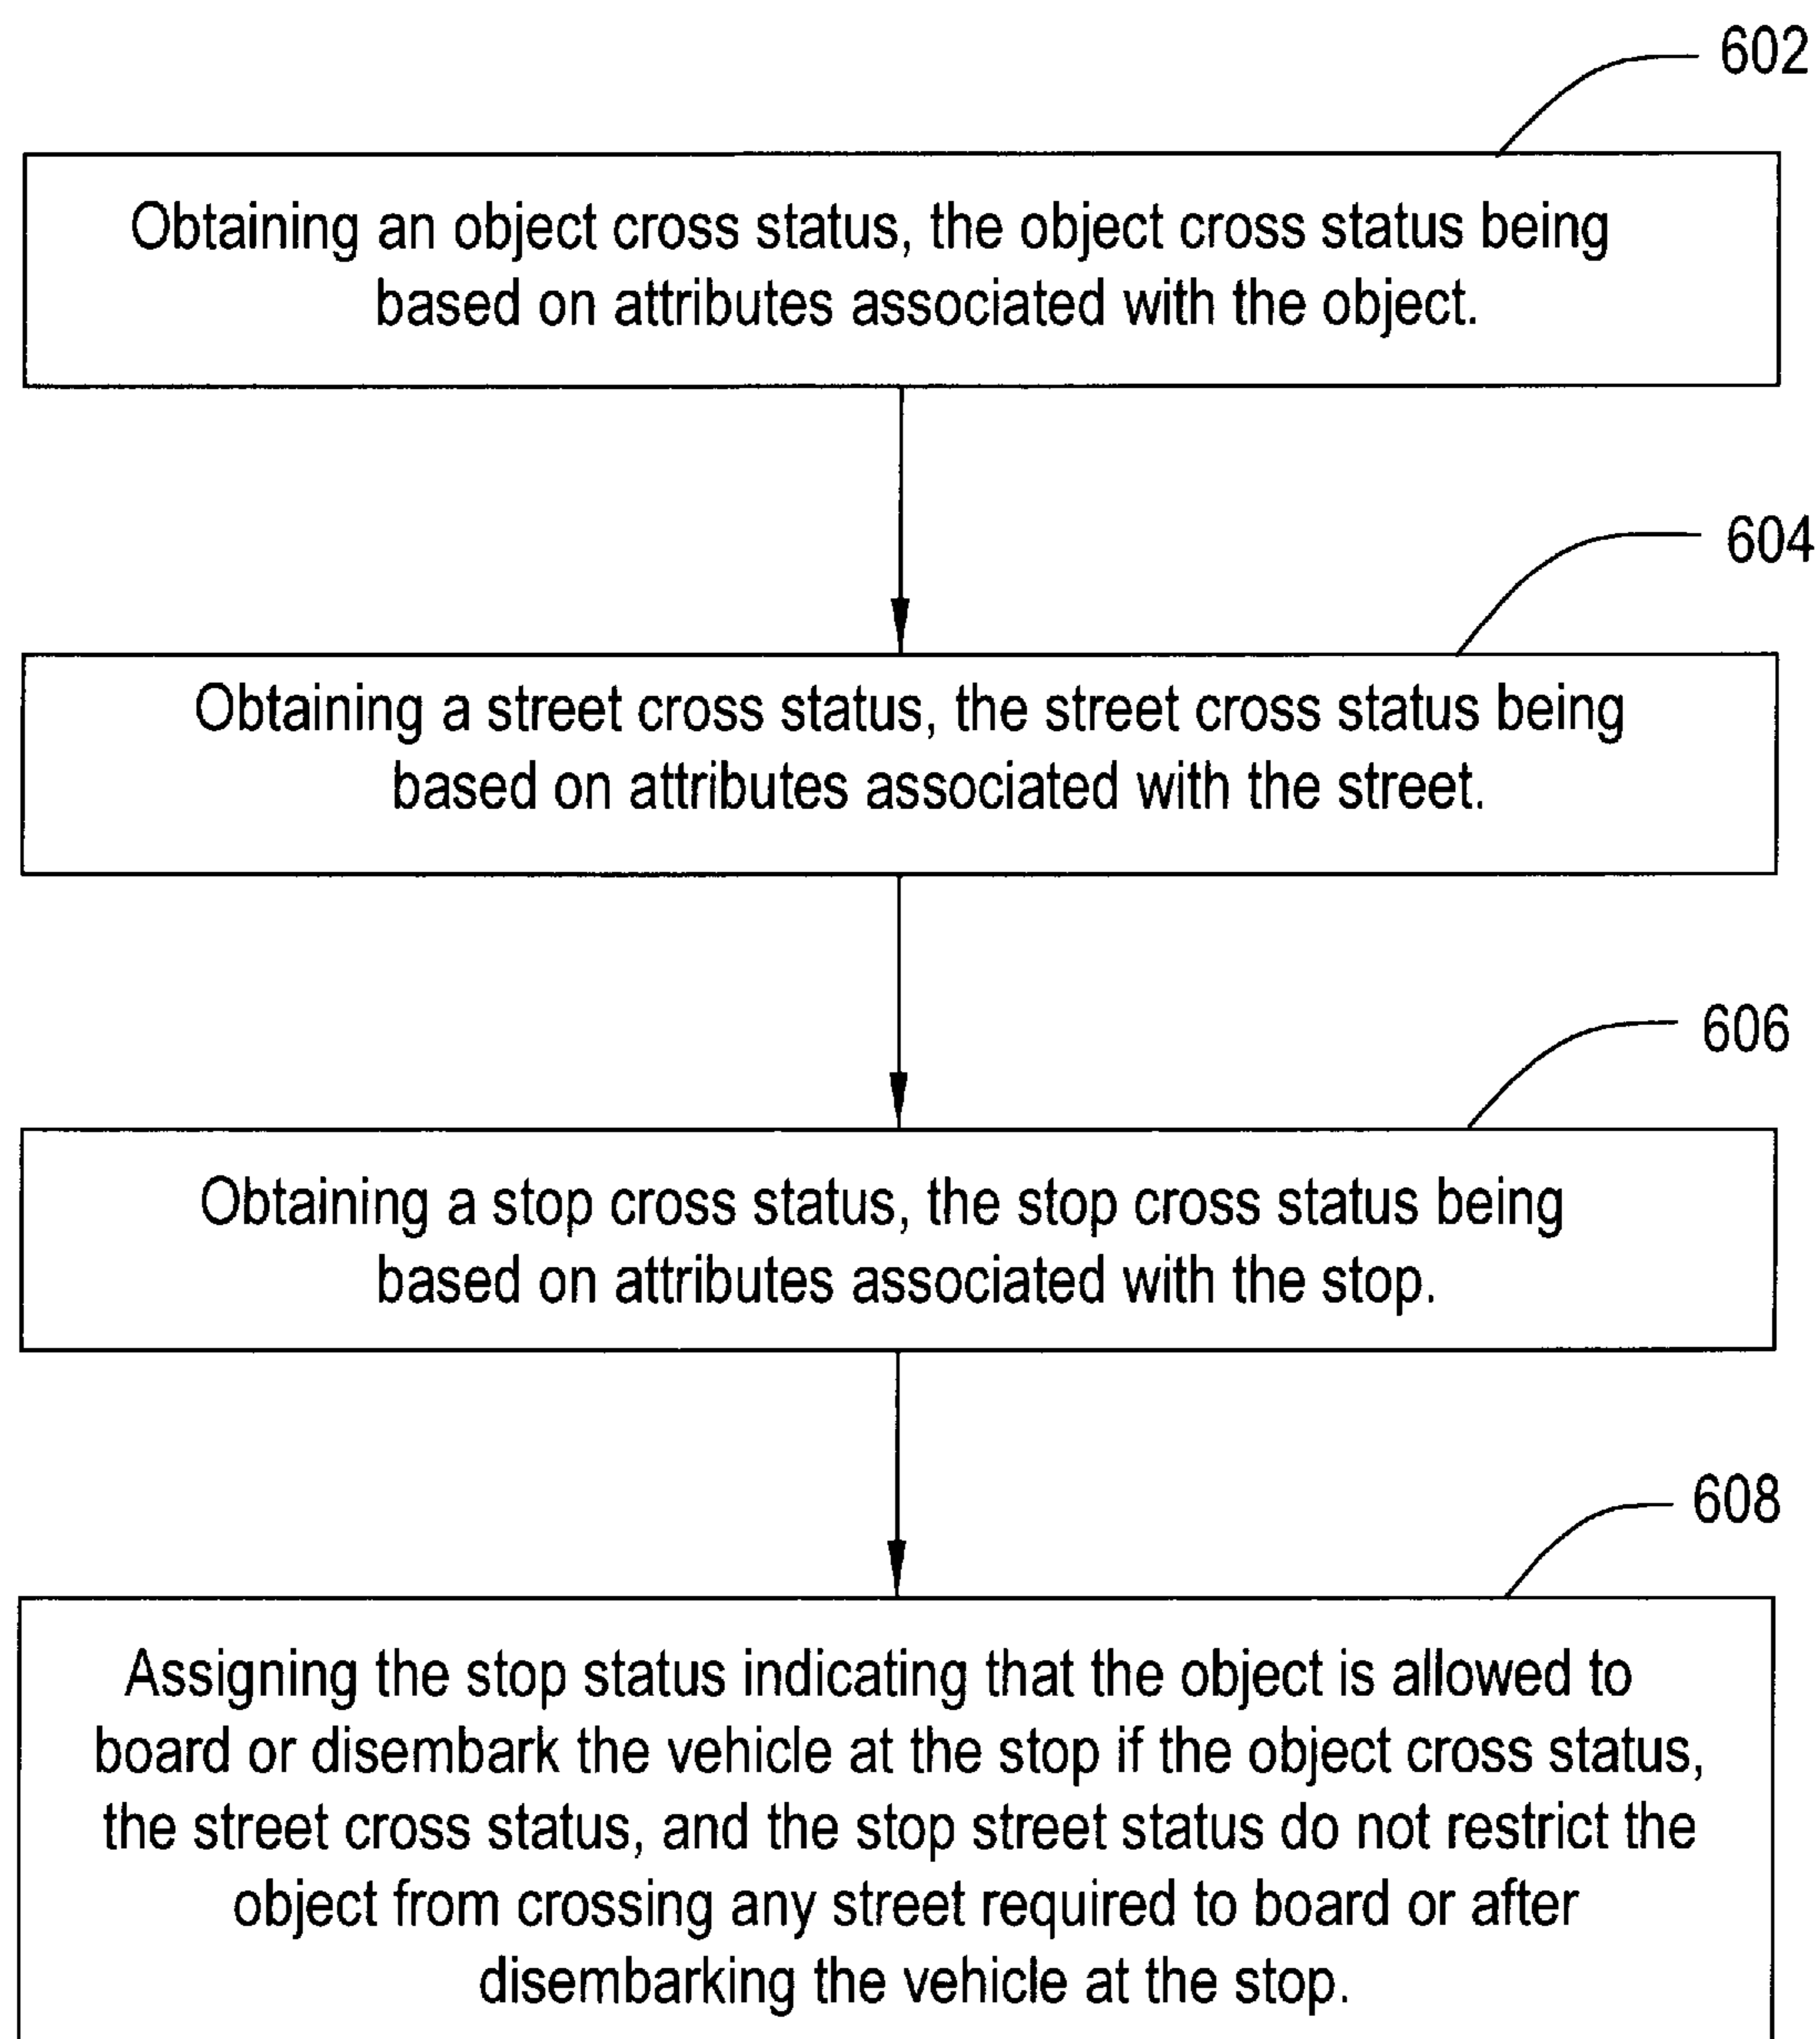 602
Obtaining an object cross status, the object cross status being
based on attributes associated with the object.
604
Obtaining a street cross status, the street cross status being
based on attributes associated with the street.
606
Obtaining a stop cross status, the stop cross status being
based on attributes associated with the stop.
608
Assigning the stop status indicating that the object is allowed to
board or disembark the vehicle at the stop if the object cross status,
the street cross status, and the stop street status do not restrict the
object from crossing any street required to board or after
disembarking the vehicle at the stop.